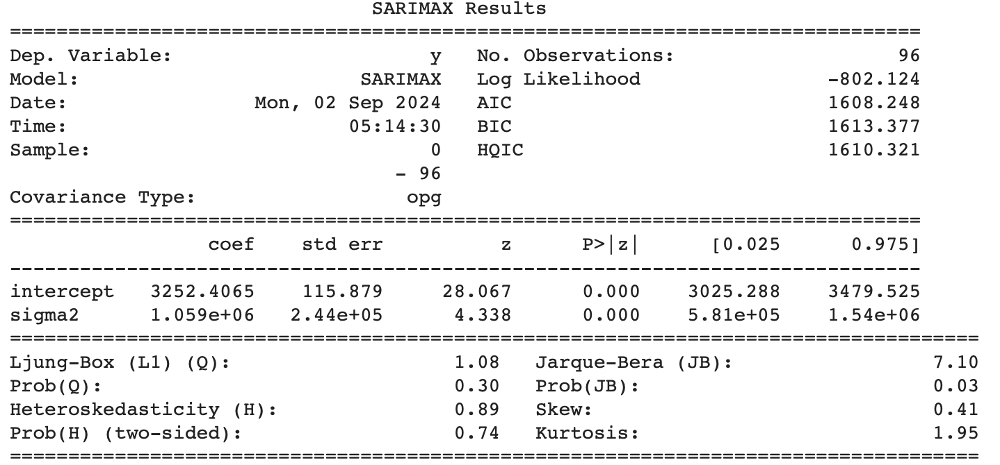 SARIMAX Results
==============================================================================
Dep. Variable:                      y   No. Observations:                   96
Model:                        SARIMAX   Log Likelihood                -802.124
Date:                Mon, 02 Sep 2024   AIC                           1608.248
Time:                        05:14:30   BIC                           1613.377
Sample:                             0   HQIC                          1610.321
- 96
Covariance Type:                  opg
==============================================================================
coef    std err          z      P>|z|      [0.025      0.975]
------------------------------------------------------------------------------
intercept   3252.4065    115.879     28.067      0.000    3025.288    3479.525
sigma2      1.059e+06   2.44e+05      4.338      0.000    5.81e+05    1.54e+06
===================================================================================
Ljung-Box (L1) (Q):                   1.08   Jarque-Bera (JB):                 7.10
Prob(Q):                              0.30   Prob(JB):                         0.03
Heteroskedasticity (H):               0.89   Skew:                             0.41
Prob(H) (two-sided):                  0.74   Kurtosis:                         1.95
===================================================================================